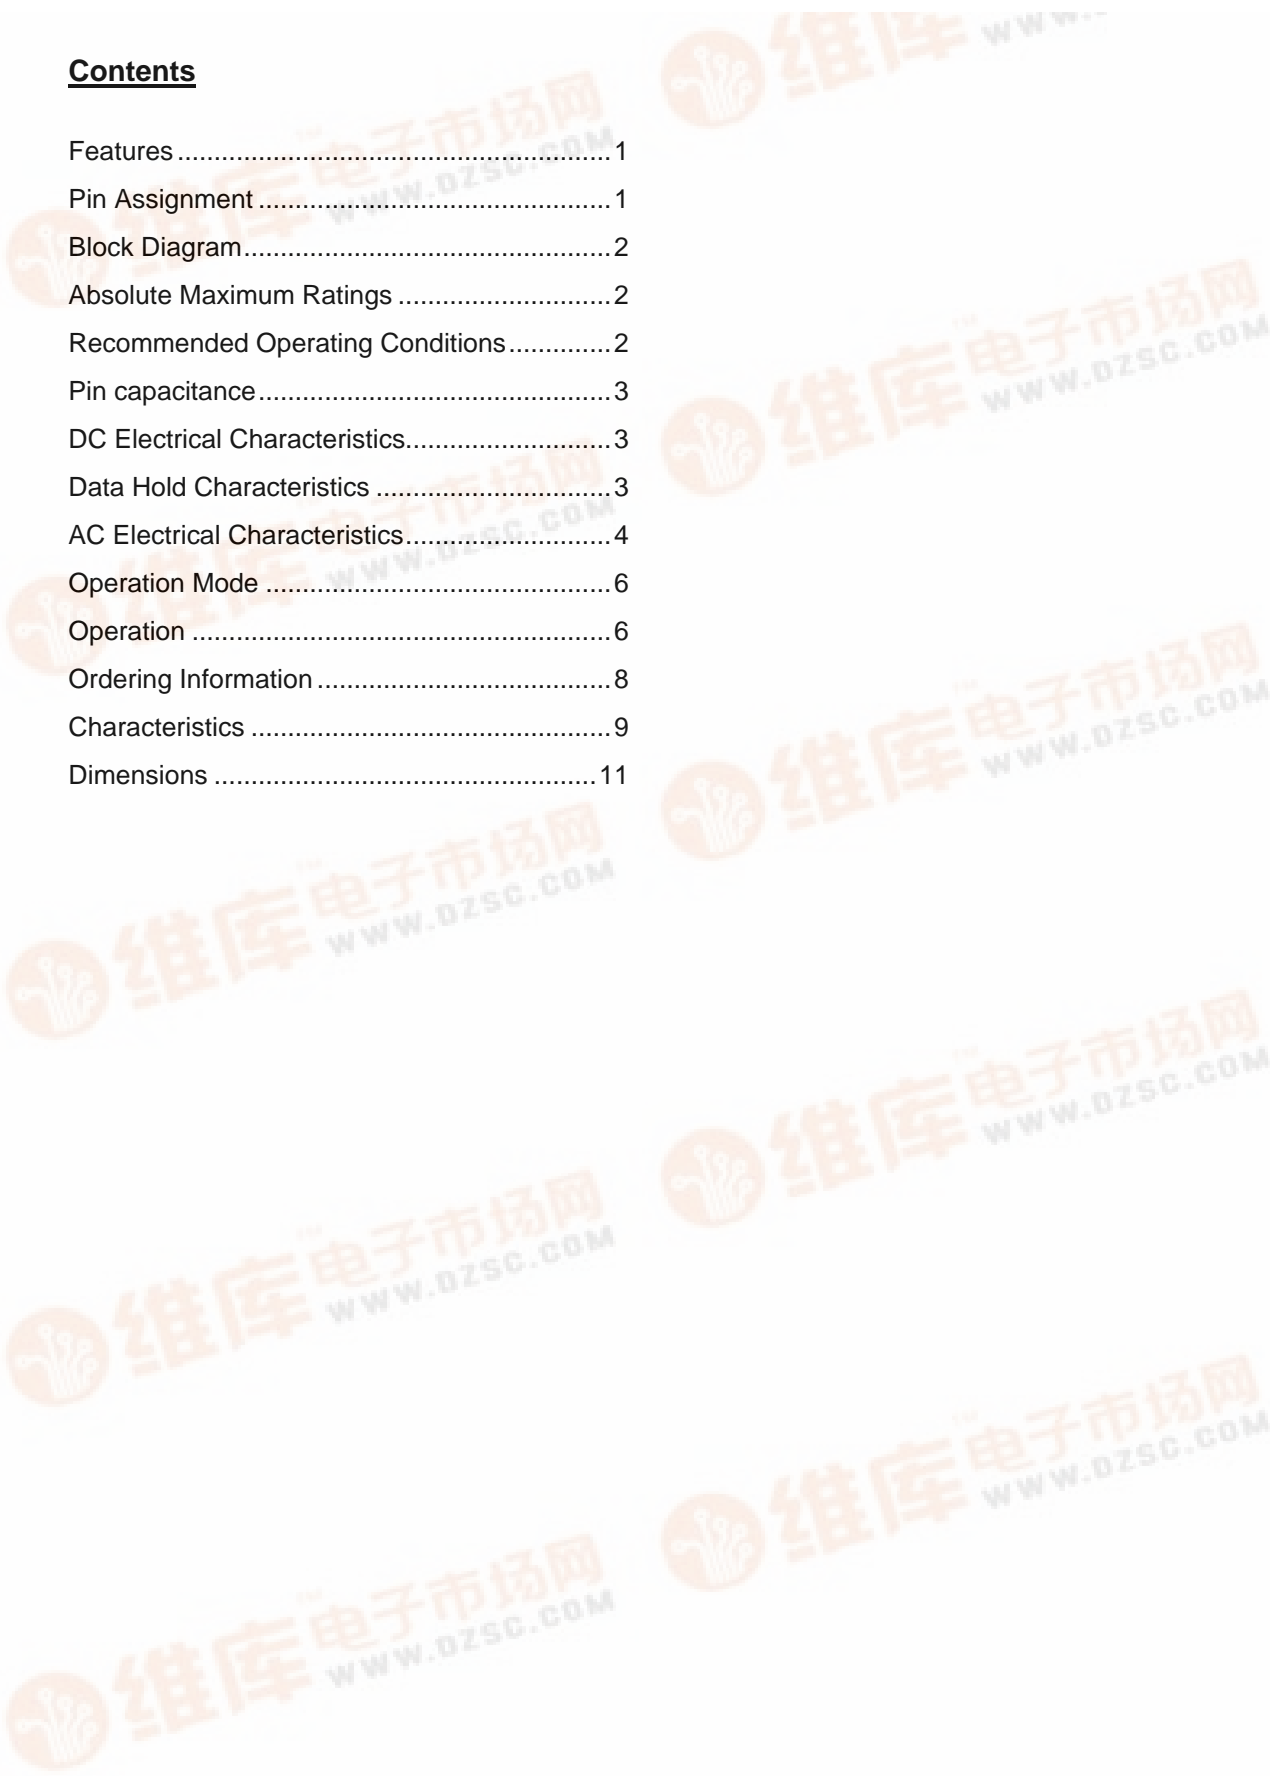 Contents
Features ........................................................... 1
Pin Assignment ................................................ 1
Block Diagram.................................................. 2
Absolute Maximum Ratings ............................. 2
Recommended Operating Conditions.............. 2
Pin capacitance................................................ 3
DC Electrical Characteristics............................ 3
Data Hold Characteristics ................................ 3
AC Electrical Characteristics............................ 4
Operation Mode ............................................... 6
Operation ......................................................... 6
Ordering Information ........................................ 8
Characteristics ................................................. 9
Dimensions .................................................... 11
维库电子市场网™
WWW.DZSC.COM